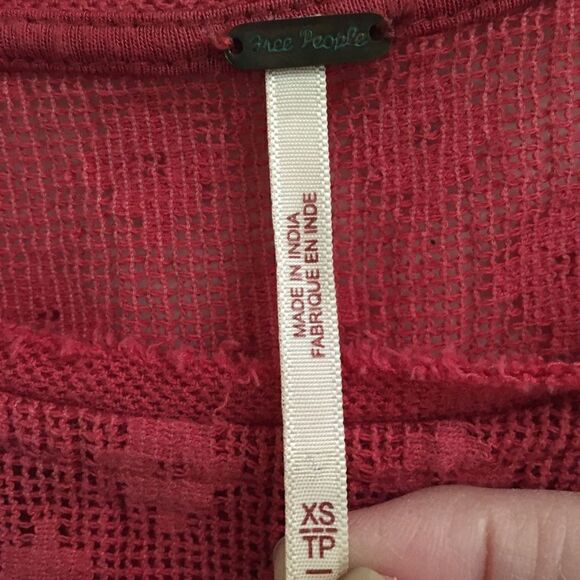 Free People
MADE IN INDIA
FABRIQUE EN INDE
XS
TP